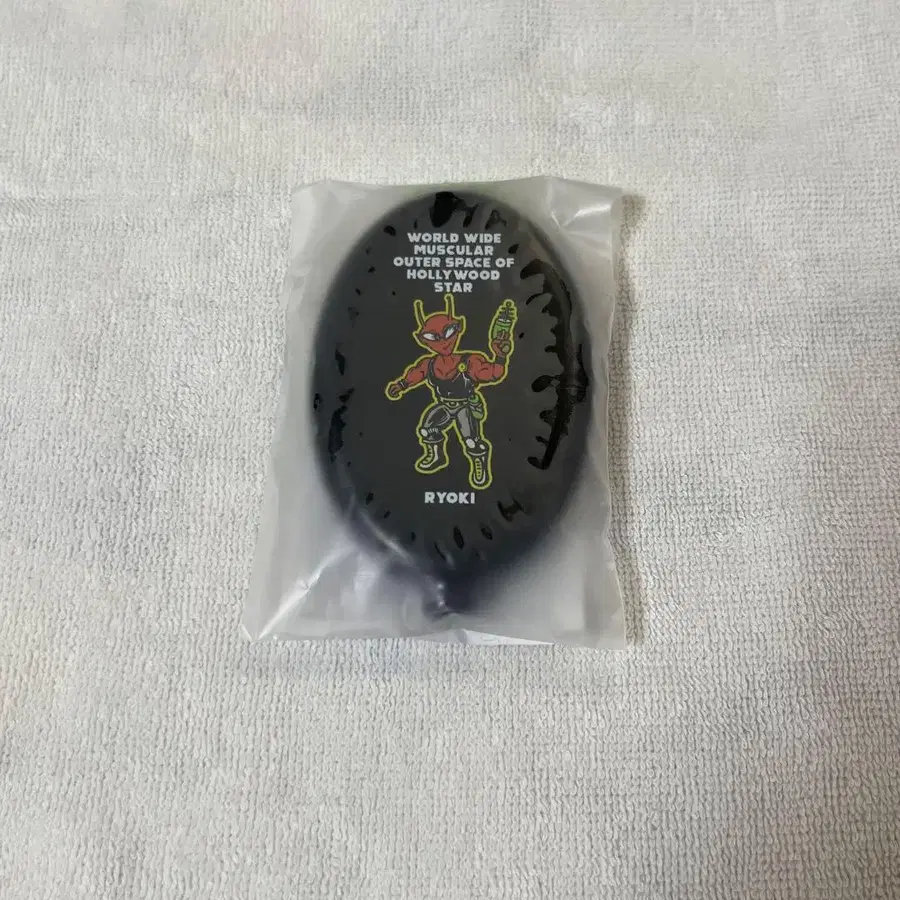 WORLD WIDE
MUSCULAR
OUTER SPACE OF
HOLLYWOOD
STAR
RYOKI